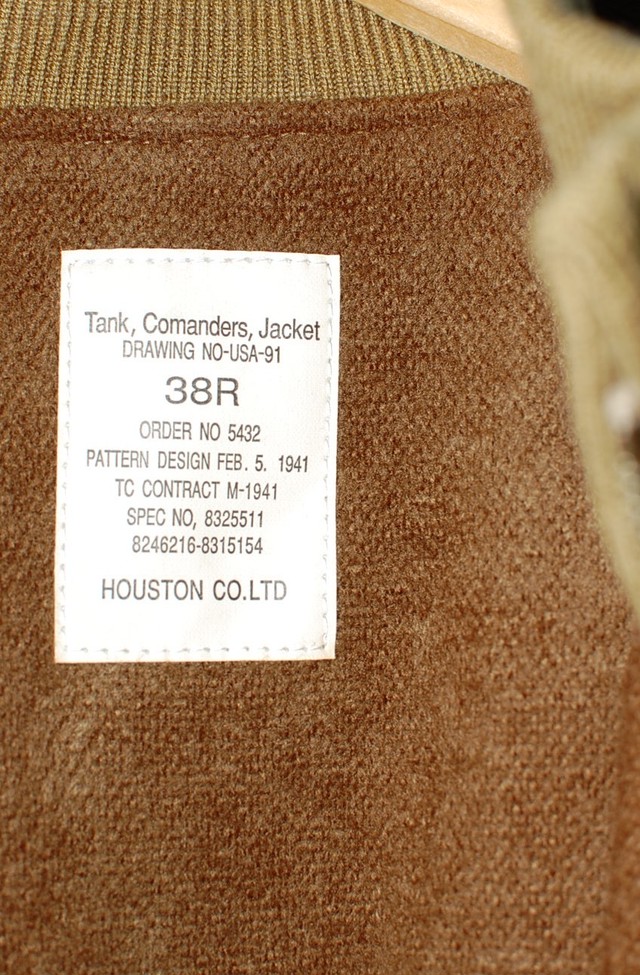 Tank, Comanders, Jacket
DRAWING NO-USA-91
38R
ORDER NO 5432
PATTERN DESIGN FEB. 5. 1941
TC CONTRACT M-1941
SPEC NO, 8325511
8246216-8315154
HOUSTON CO.LTD